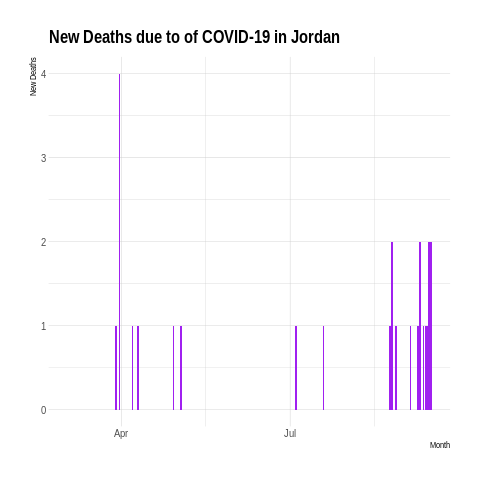 New Deaths due to of COVID-19 in Jordan
New Deaths
4
3
2
1
0
Apr
Jul
Month